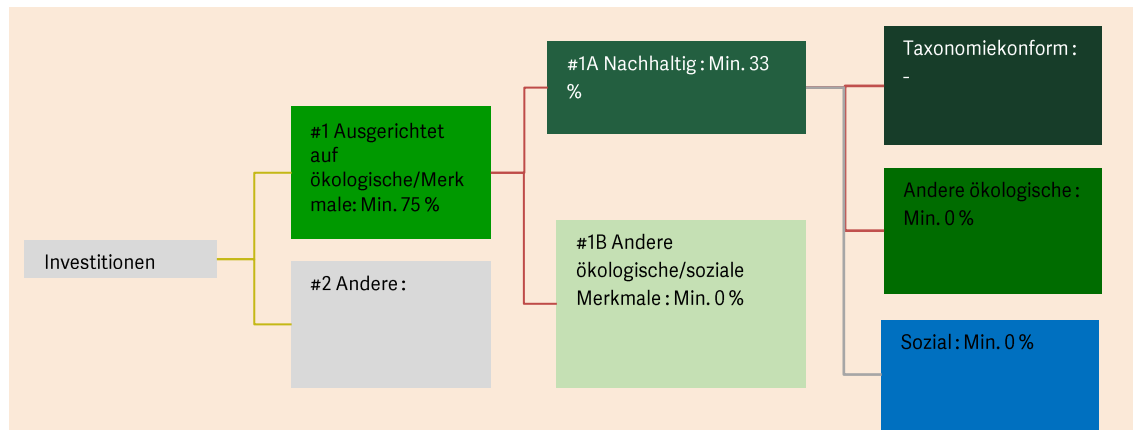 Investitionen
#1 Ausgerichtet
auf
ökologische/Merk
male: Min. 75 %
#2 Andere :
#1A Nachhaltig : Min. 33
%
#1B Andere
ökologische/soziale
Merkmale : Min. 0 %
Taxonomiekonform :
-
Andere ökologische :
Min. 0 %
Sozial : Min. 0 %